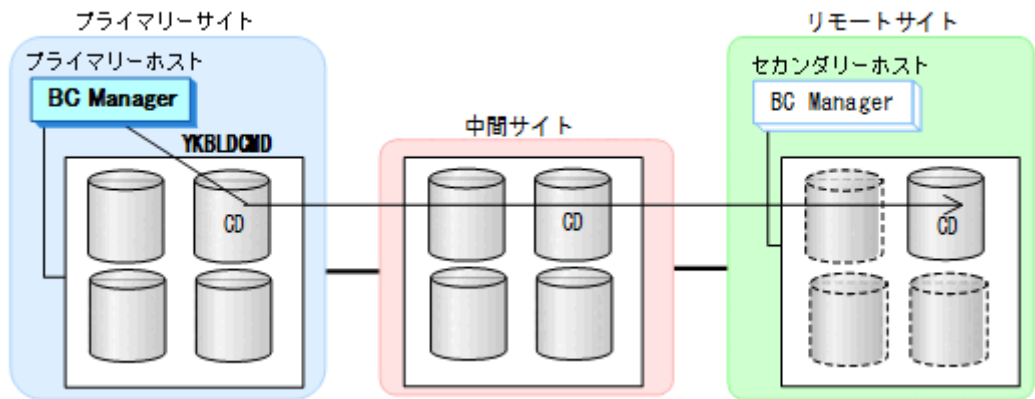 プライマリーサイト
プライマリーホスト
BC Manager
YKBLDCMD
CD
中間サイト
CD
リモートサイト
セカンダリーホスト
BC Manager
CD